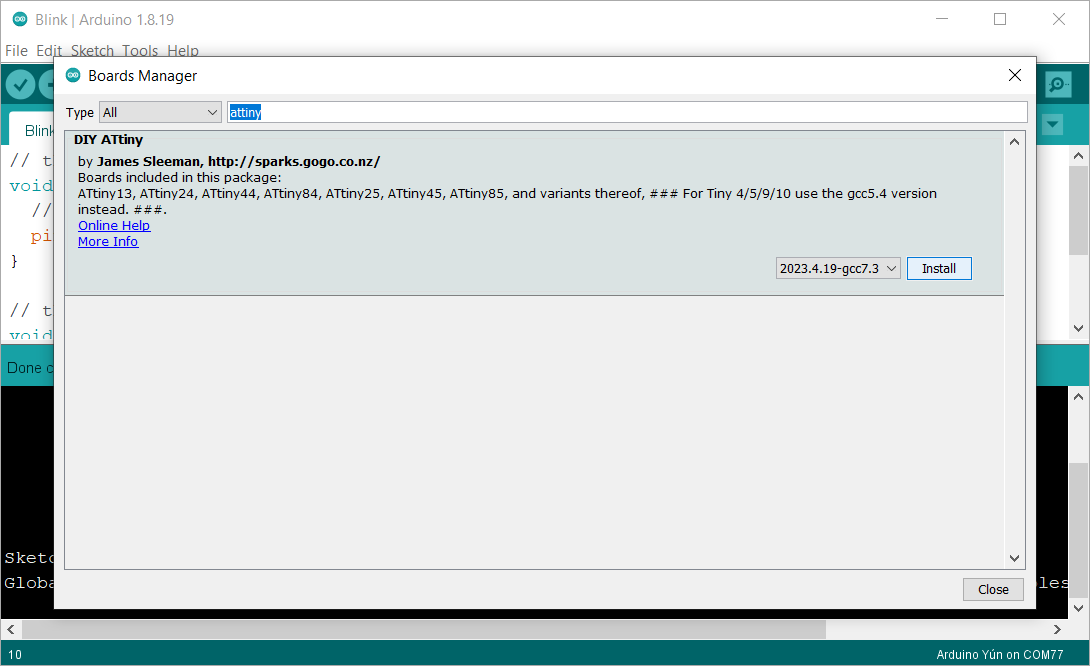 Blink | Arduino 1.8.19
File Edit Sketch Tools Help
Boards Manager
Type All attiny
Blink
DIY ATtiny
by James Sleeman, http://sparks.gogo.co.nz/
Boards included in this package:
ATtiny13, ATtiny24, ATtiny44, ATtiny84, ATtiny25, ATtiny45, ATtiny85, and variants thereof, ### For Tiny 4/5/9/10 use the gcc5.4 version
instead. ###.
Online Help
More Info
2023.4.19-gcc7.3 Install
// t
void
//
pi
}
// t
void
Done c
Sketc
Globa
les
Close
10
Arduino Yún on COM77